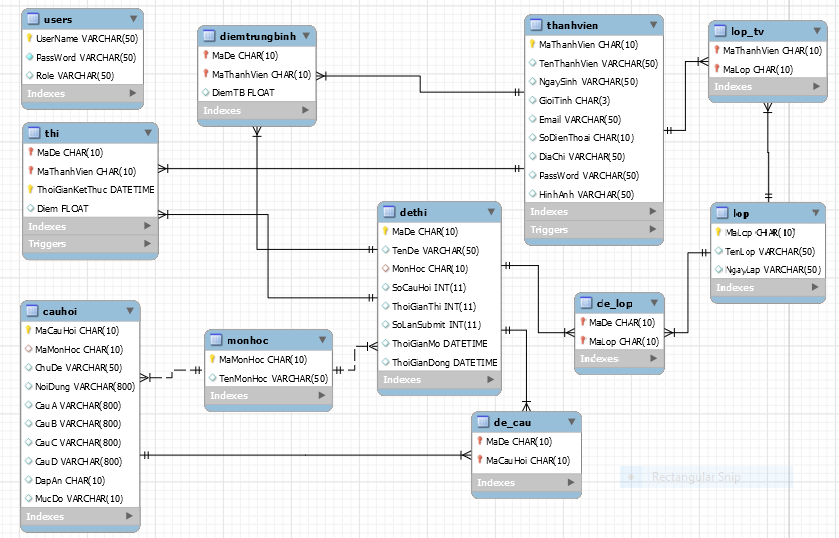 users
UserName VARCHAR(50)
PassWord VARCHAR(50)
Role VARCHAR(50)
Indexes
diemtrungbinh
MaDe CHAR(10)
MaThanhVien CHAR(10)
DiemTB FLOAT
Indexes
thanhvien
MaThanhVien CHAR(10)
TenThanhVien VARCHAR(50)
NgaySinh VARCHAR(50)
GioiTinh CHAR(3)
Email VARCHAR(50)
SoDienThoai CHAR(10)
DiaChi VARCHAR(50)
PassWord VARCHAR(50)
HinhAnh VARCHAR(50)
Indexes
Triggers
lop_tv
MaThanhVien CHAR(10)
MaLop CHAR(10)
Indexes
thi
MaDe CHAR(10)
MaThanhVien CHAR(10)
ThoiGianKetThuc DATETIME
Diem FLOAT
Indexes
Triggers
dethi
MaDe CHAR(10)
TenDe VARCHAR(50)
MonHoc CHAR(10)
SoCauHoi INT(11)
ThoiGianThi INT(11)
SoLanSubmit INT(11)
ThoiGianMo DATETIME
ThoiGianDong DATETIME
Indexes
lop
MaLop CHAR(10)
TenLop VARCHAR(50)
NgayLap VARCHAR(50)
Indexes
de_lop
MaDe CHAR(10)
MaLop CHAR(10)
Indexes
cauhoi
MaCauHoi CHAR(10)
MaMonHoc CHAR(10)
ChuDe VARCHAR(50)
NoiDung VARCHAR(800)
CauA VARCHAR(800)
CauB VARCHAR(800)
CauC VARCHAR(800)
CauD VARCHAR(800)
DapAn CHAR(10)
MucDo VARCHAR(10)
Indexes
monhoc
MaMonHoc CHAR(10)
TenMonHoc VARCHAR(50)
Indexes
de_cau
MaDe CHAR(10)
MaCauHoi CHAR(10)
Indexes
Rectangular Snip